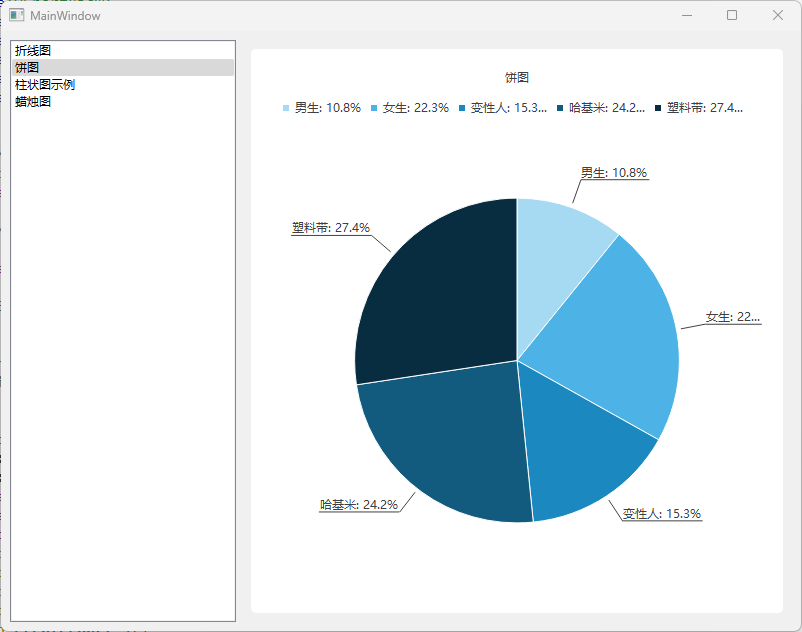 MainWindow
折线图
饼图
柱状图示例
蜡烛图
饼图
男生: 10.8% 女生: 22.3% 变性人: 15.3... 哈基米: 24.2... 塑料带: 27.4...
男生: 10.8%
塑料带: 27.4%
女生: 22...
哈基米: 24.2%
变性人: 15.3%